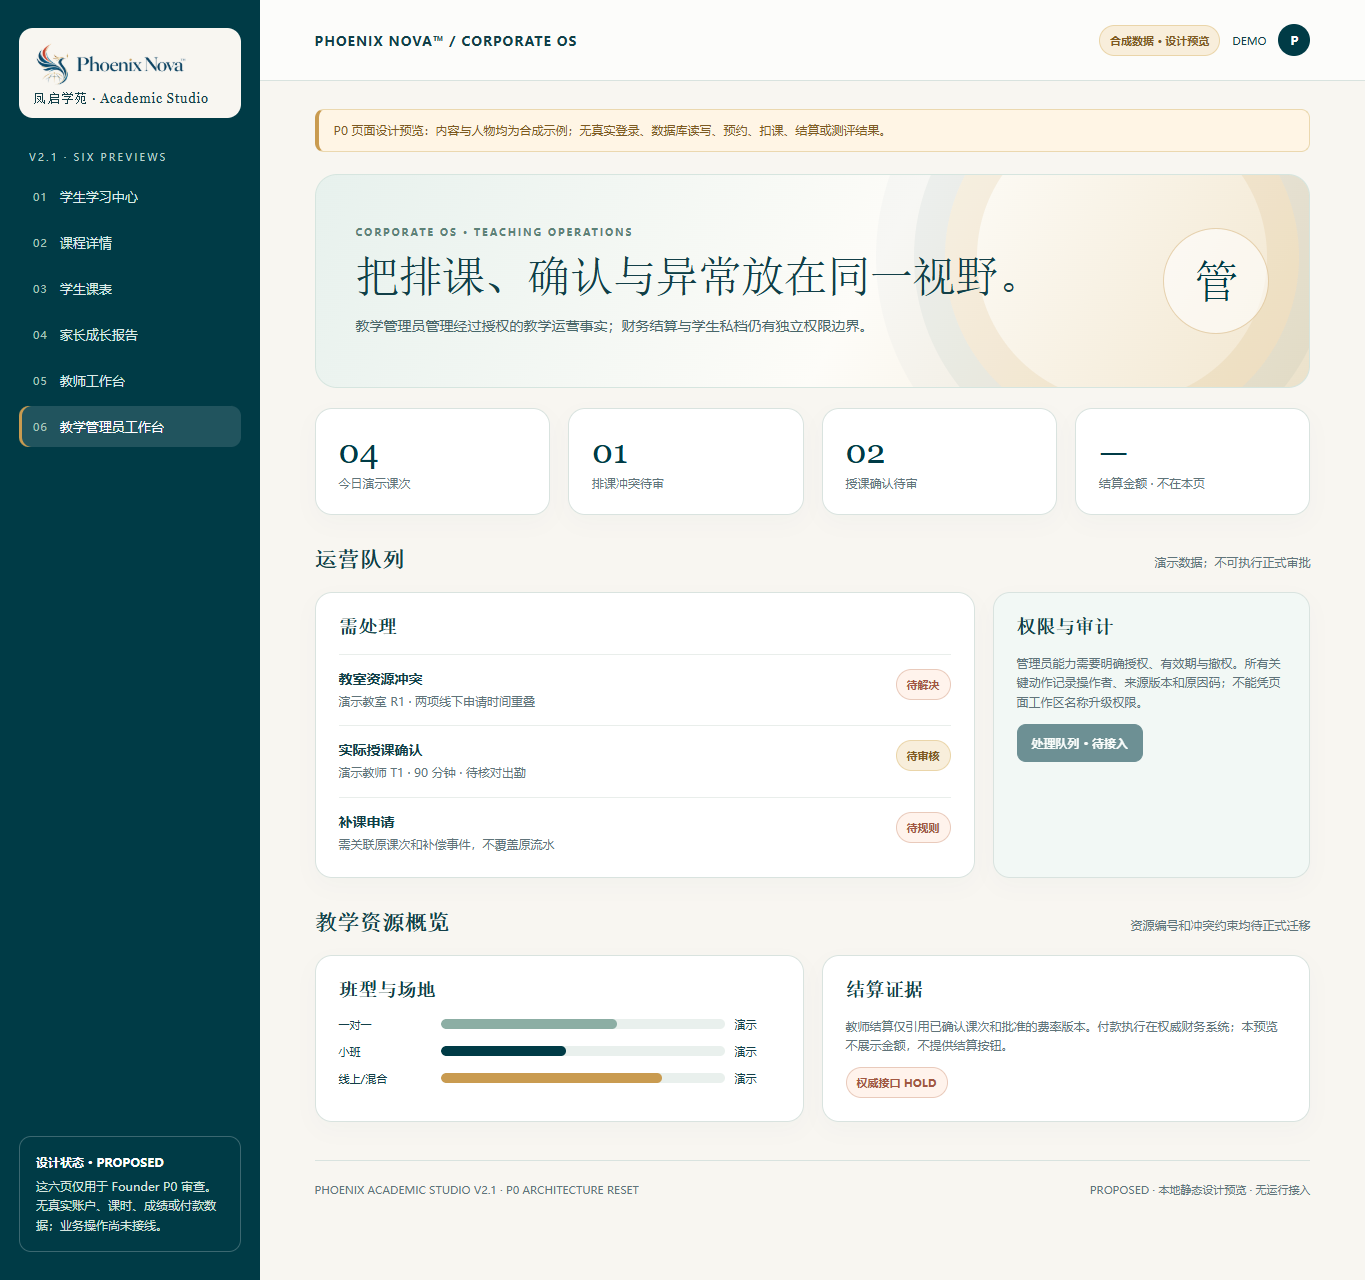 Phoenix Nova™
凤启学苑 · Academic Studio
V2.1 · SIX PREVIEWS
01 学生学习中心
02 课程详情
03 学生课表
04 家长成长报告
05 教师工作台
06 教学管理员工作台
设计状态 • PROPOSED
这六页仅用于 Founder P0 审查。
无真实账户、课时、成绩或付款数
据；业务操作尚未接线。
PHOENIX NOVA™ / CORPORATE OS
合成数据 • 设计预览
DEMO
P
P0 页面设计预览：内容与人物均为合成示例；无真实登录、数据库读写、预约、扣课、结算或测评结果。
CORPORATE OS • TEACHING OPERATIONS
把排课、确认与异常放在同一视野。
教学管理员管理经过授权的教学运营事实；财务结算与学生私档仍有独立权限边界。
管
04
今日演示课次
01
排课冲突待审
02
授课确认待审
—
结算金额 · 不在本页
运营队列
演示数据；不可执行正式审批
需处理
教室资源冲突
演示教室 R1 · 两项线下申请时间重叠
待解决
实际授课确认
演示教师 T1 · 90 分钟 · 待核对出勤
待审核
补课申请
需关联原课次和补偿事件，不覆盖原流水
待规则
权限与审计
管理员能力需要明确授权、有效期与撤权。所有关
键动作记录操作者、来源版本和原因码；不能凭页
面工作区名称升级权限。
处理队列 • 待接入
教学资源概览
资源编号和冲突约束均待正式迁移
班型与场地
一对一 演示
小班 演示
线上/混合 演示
结算证据
教师结算仅引用已确认课次和批准的费率版本。付款执行在权威财务系统；本预览
不展示金额，不提供结算按钮。
权威接口 HOLD
PHOENIX ACADEMIC STUDIO V2.1 · P0 ARCHITECTURE RESET
PROPOSED · 本地静态设计预览 · 无运行接入